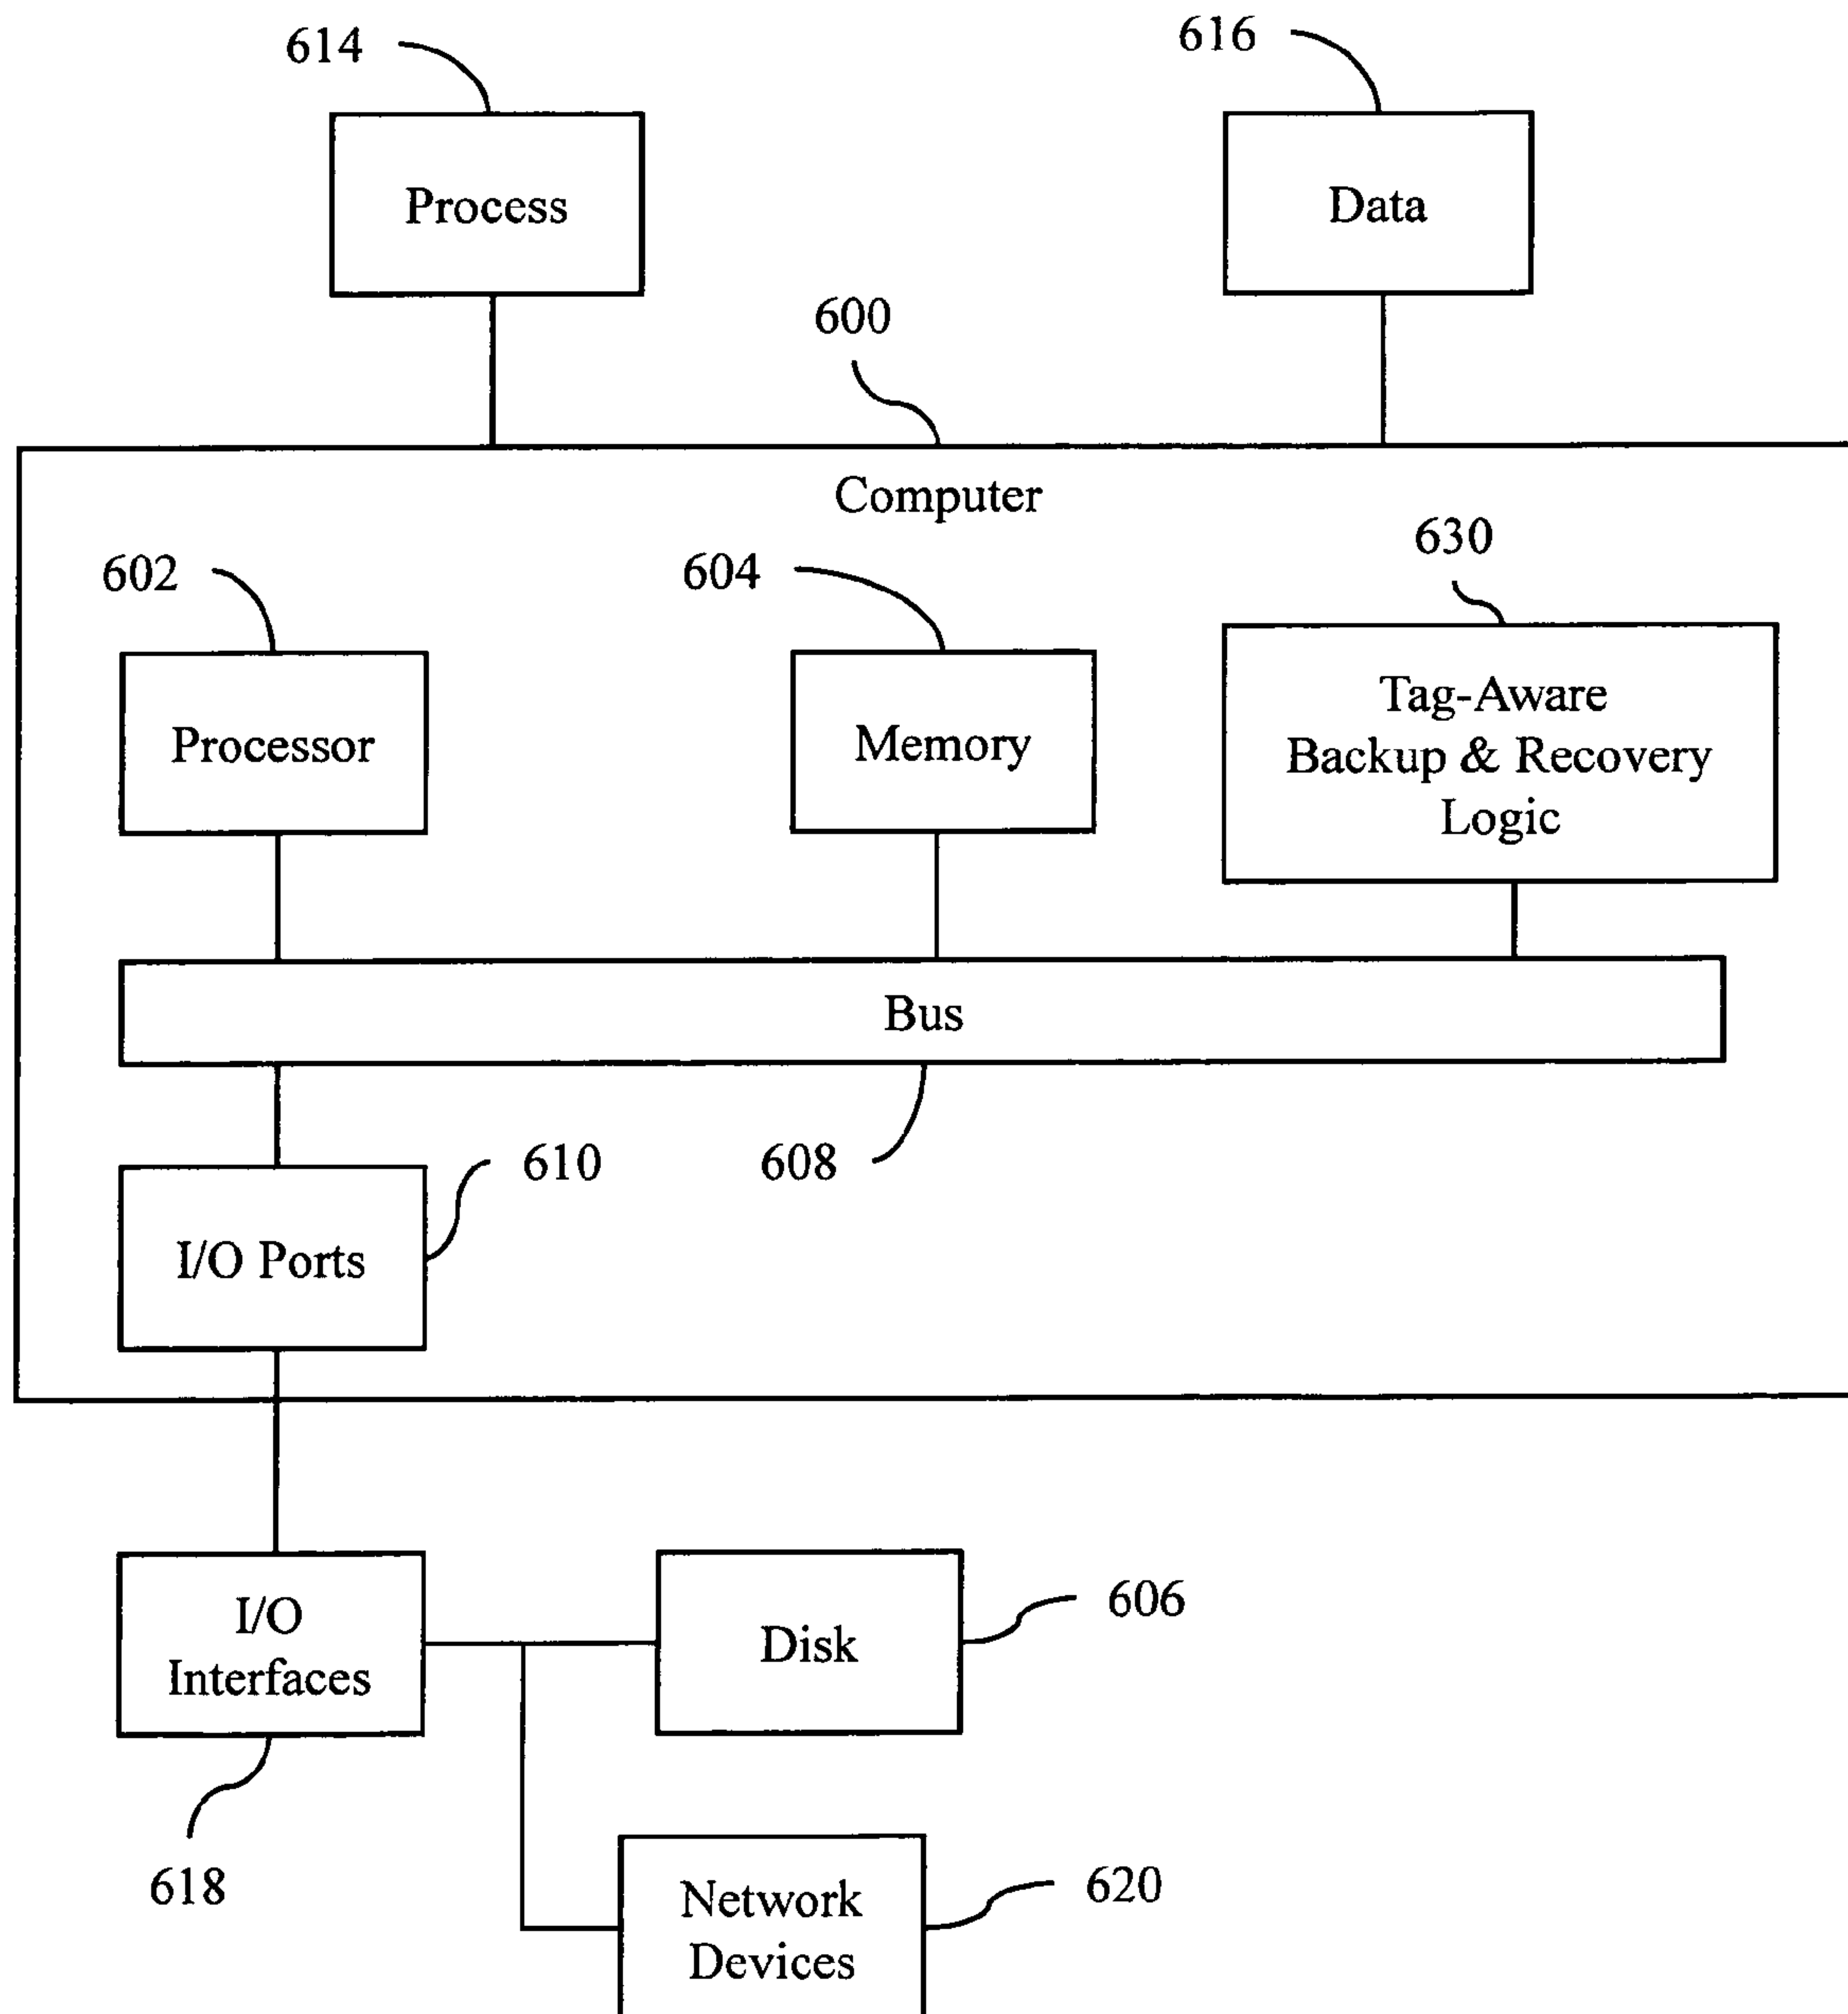 614
616
Process
Data
600
Computer
602
604
630
Processor
Memory
Tag-Aware
Backup & Recovery
Logic
Bus
610
608
I/O Ports
I/O
Interfaces
Disk
606
618
Network
Devices
620